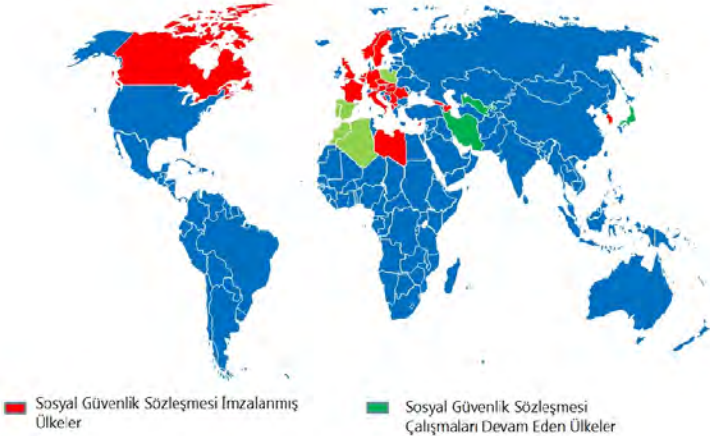 Sosyal Güvenlik Sözleşmesi İmzalanmış
Ülkeler
Sosyal Güvenlik Sözleşmesi
Çalışmaları Devam Eden Ülkeler